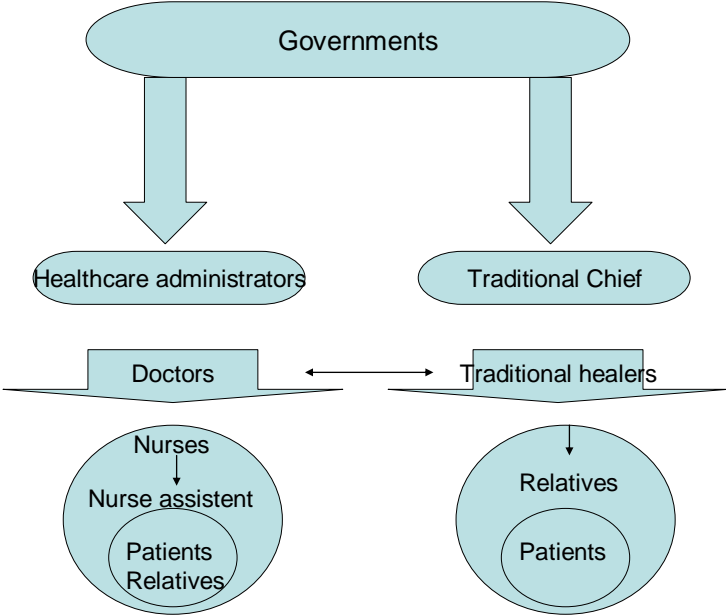 Governments
Healthcare administrators
Traditional Chief
Doctors
Traditional healers
Nurses
Nurse assistent
Patients
Relatives
Relatives
Patients